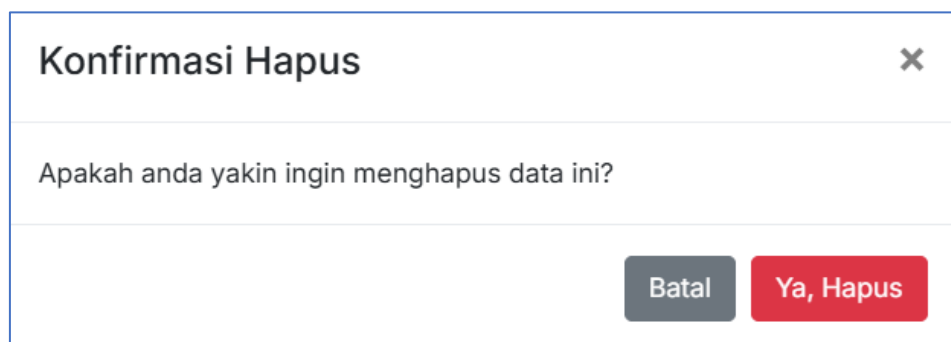 Konfirmasi Hapus
Apakah anda yakin ingin menghapus data ini?
Batal
Ya, Hapus